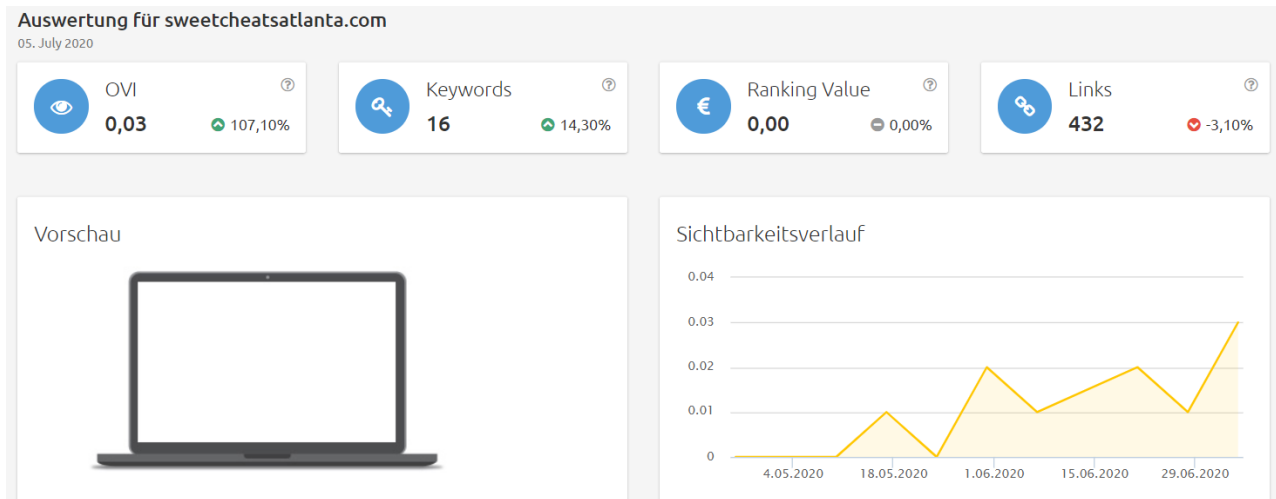 Auswertung für sweetcheatsatlanta.com
05. July 2020
OVI
0,03
107,10%
Keywords
16
14,30%
Ranking Value
0,00
0,00%
Links
432
-3,10%
Vorschau
Sichtbarkeitsverlauf
0.04
0.03
0.02
0.01
0
4.05.2020 18.05.2020 1.06.2020 15.06.2020 29.06.2020